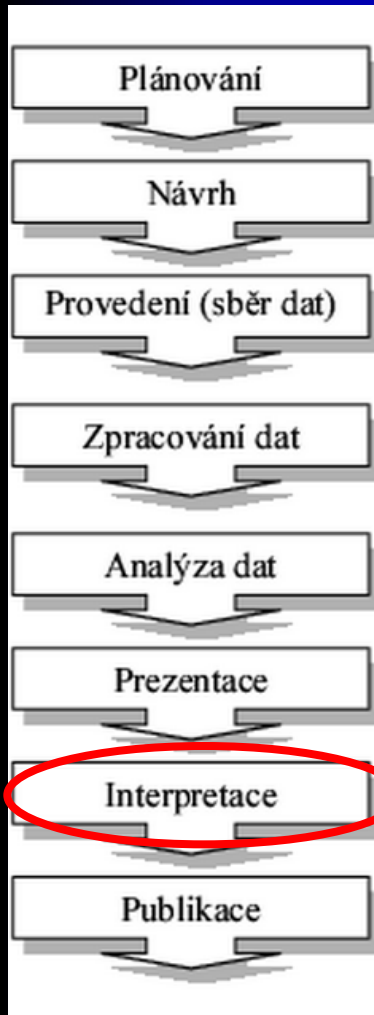 Plánování
Návrh
Provedení (sběr dat)
Zpracování dat
Analýza dat
Prezentace
Interpretace
Publikace